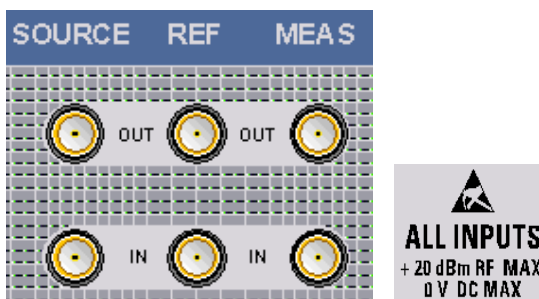 SOURCE REF MEAS
OUT OUT
IN IN
ALL INPUTS
+ 20 dBm RF MAX
0 V DC MAX